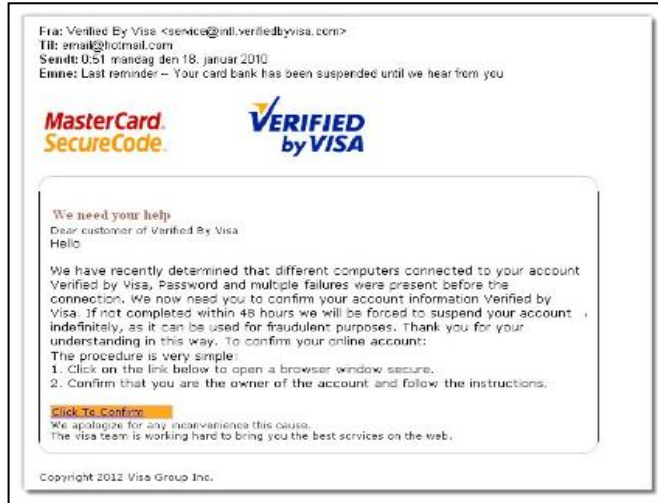 Fra: Verified By Visa <service@intl.verifiedbyvisa.com>
Til: email@hotmail.com
Sendt: 0:51 mandag den 18. januar 2010
Emne: Last reminder -- Your card bank has been suspended until we hear from you
MasterCard.
SecureCode.
VERIFIED
by VISA
We need your help
Dear customer of Verified By Visa
Hello
We have recently determined that different computers connected to your account
Verified by Visa, Password and multiple failures were present before the
connection. We now need you to confirm your account information Verified by
Visa. If not completed within 48 hours we will be forced to suspend your account
indefinitely, as it can be used for fraudulent purposes. Thank you for your
understanding in this way. To confirm your online account:
The procedure is very simple:
1. Click on the link below to open a browser window secure.
2. Confirm that you are the owner of the account and follow the instructions.
Click To Confirm
We apologize for any inconvenience this cause.
The visa team is working hard to bring you the best services on the web.
Copyright 2012 Visa Group Inc.